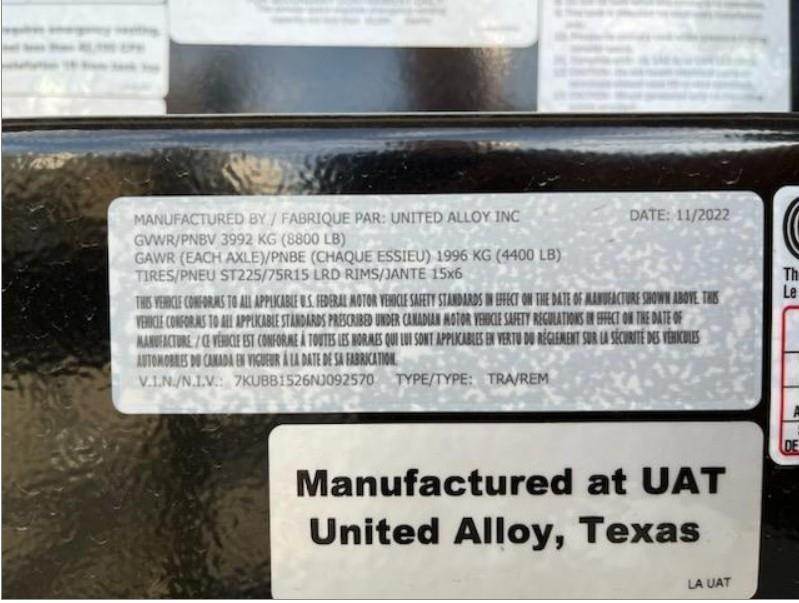 MANUFACTURED BY / FABRIQUE PAR: UNITED ALLOY INC DATE: 11/2022
GVWR/PNBV 3992 KG (8800 LB)
GAWR (EACH AXLE)/PNBE (CHAQUE ESSIEU) 1996 KG (4400 LB)
TIRES/PNEU ST225/75R15 LRD RIMS/JANTE 15x6
THIS VEHICLE CONFORMS TO ALL APPLICABLE U.S. FEDERAL MOTOR VEHICLE SAFETY STANDARDS IN EFFECT ON THE DATE OF MANUFACTURE SHOWN ABOVE. THIS
VEHICLE CONFORMS TO ALL APPLICABLE STANDARDS PRESCRIBED UNDER CANADIAN MOTOR VEHICLE SAFETY REGULATIONS IN EFFECT ON THE DATE OF
MANUFACTURE. / CE VÉHICLE EST CONFORME À TOUTES LES NORMES QUI LUI SONT APPLICABLES EN VERTU DU RÉGLEMENT SUR LA SÉCURITÉ DES VÉHICULES
AUTOMOBILES DU CANADA EN VIGUEUR À LA DATE DE SA FABRICATION.
V.I.N./N.I.V.: 7KUBB1526NJ092570 TYPE/TYPE: TRA/REM
Th
Le
A
DE
Manufactured at UAT
United Alloy, Texas
LA UAT